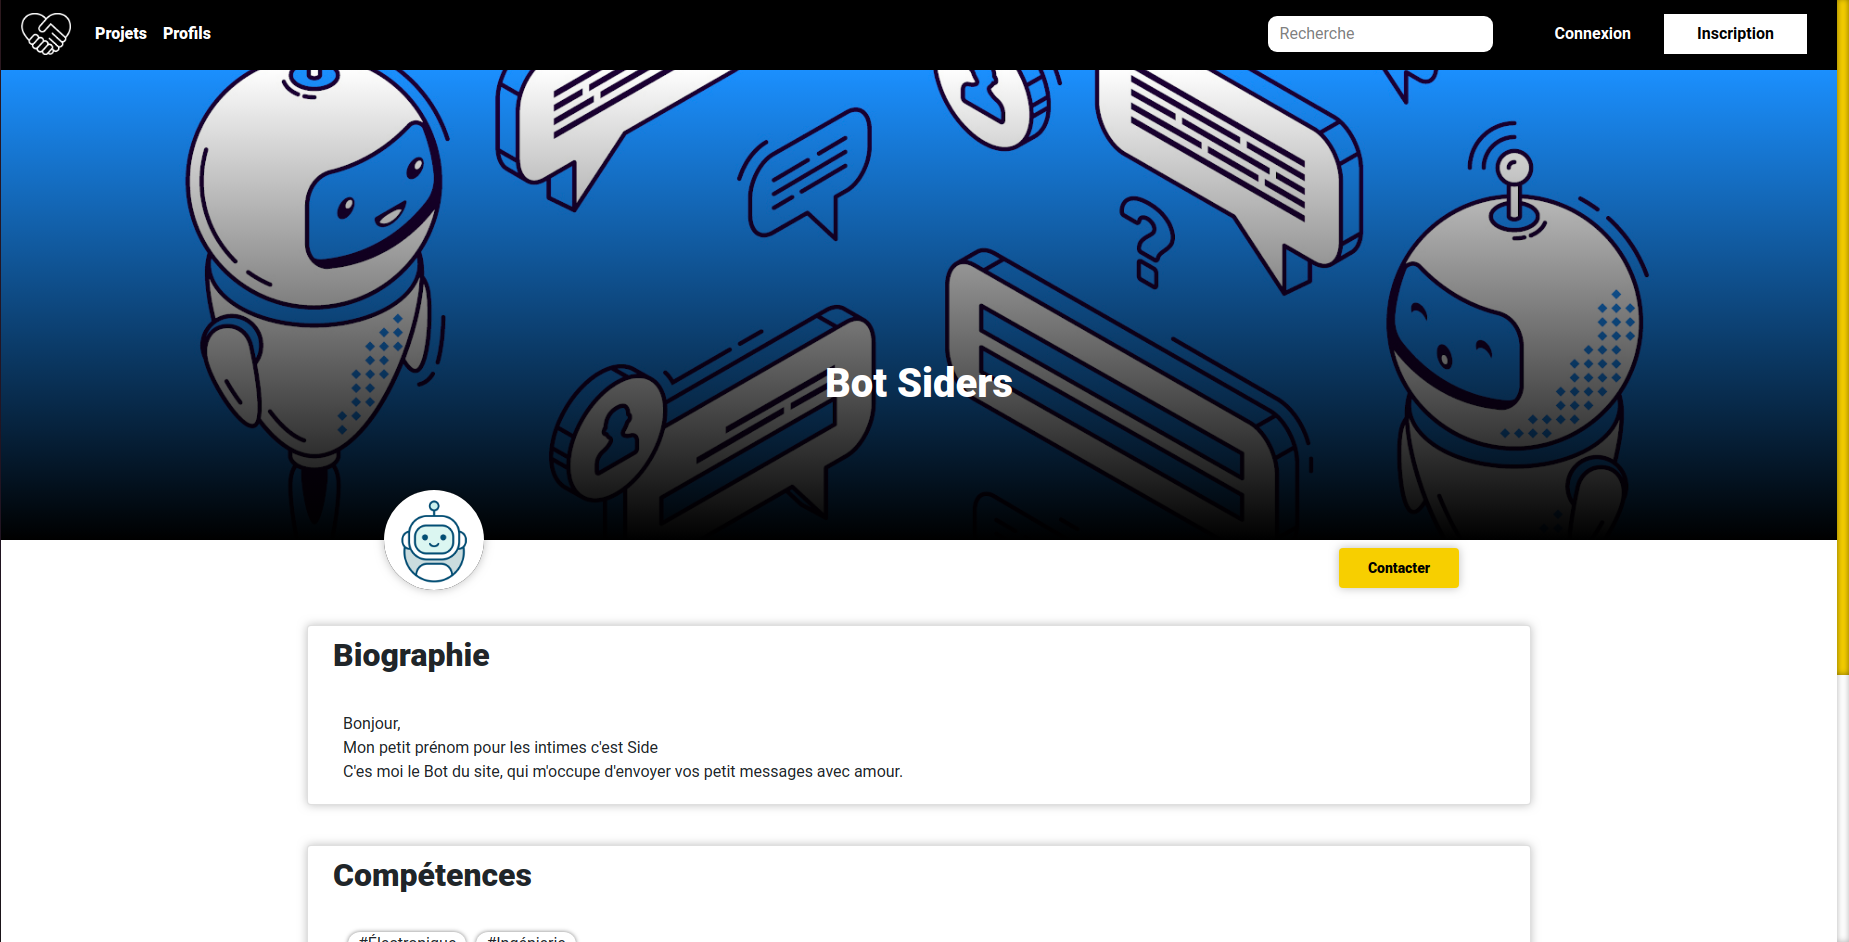 Projets Profils
Recherche
Connexion
Inscription
Bot Siders
Contacter
Biographie
Bonjour,
Mon petit prénom pour les intimes c'est Side
C'es moi le Bot du site, qui m'occupe d'envoyer vos petit messages avec amour.
Compétences
#Électronique #Ingénierie